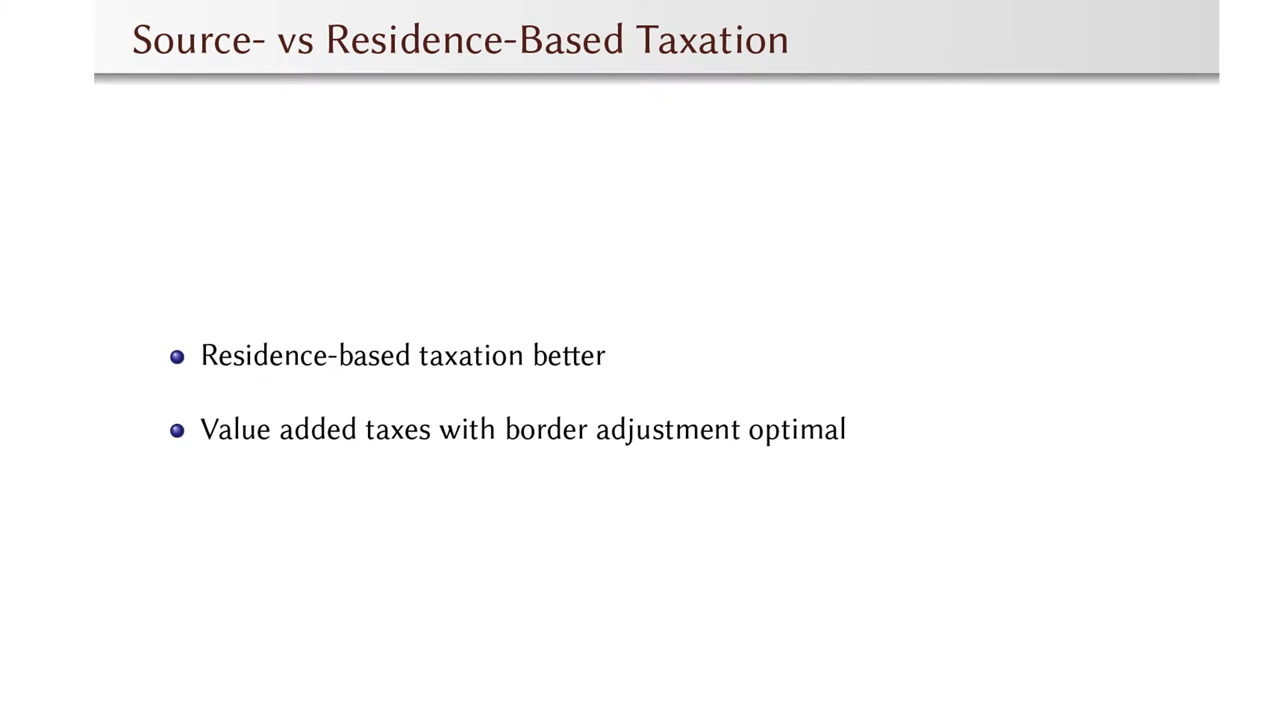 Source- vs Residence-Based Taxation
Residence-based taxation better
Value added taxes with border adjustment optimal